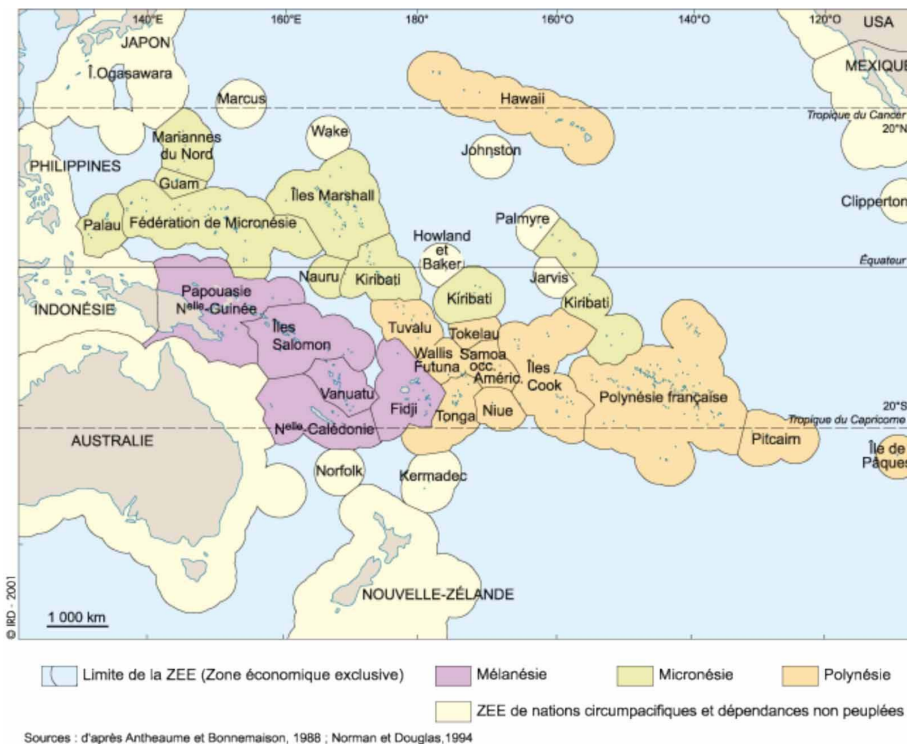 140°E 160°E 180° 160°O 140°O 120°O
USA
JAPON
MEXIQUE
Î.Ogasawara
Marcus
Hawaii
Tropique du Cancer
20°N
Wake
Johnston
Mariannes
du Nord
PHILIPPINES
Guam
Îles Marshall
Clipperton
Palau
Fédération de Micronésie
Palmyre
Howland
et
Baker
Équateur
Nauru
Kiribati
Jarvis
Papouasie
Nelle-Guinée
Kiribati
Kiribati
INDONÉSIE
Îles
Salomon
Tuvalu
Tokelau
Wallis
Futuna
Samoa
occ.
Améric.
Îles
Cook
Vanuatu
Fidji
Tonga
Niue
Polynésie française
20°S
Tropique du Capricorne
Nelle-Calédonie
AUSTRALIE
Pitcairn
Île de
Pâques
Norfolk
Kermadec
NOUVELLE-ZÉLANDE
1 000 km
© IRD - 2001
Limite de la ZEE (Zone économique exclusive)
Mélanésie
Micronésie
Polynésie
ZEE de nations circumpacifiques et dépendances non peuplées
Sources : d'après Antheaume et Bonnemaison, 1988 ; Norman et Douglas,1994